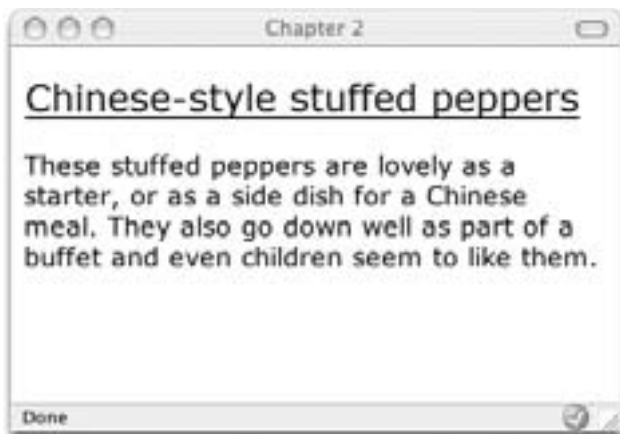 Chapter 2
Chinese-style stuffed peppers
These stuffed peppers are lovely as a
starter, or as a side dish for a Chinese
meal. They also go down well as part of a
buffet and even children seem to like them.
Done